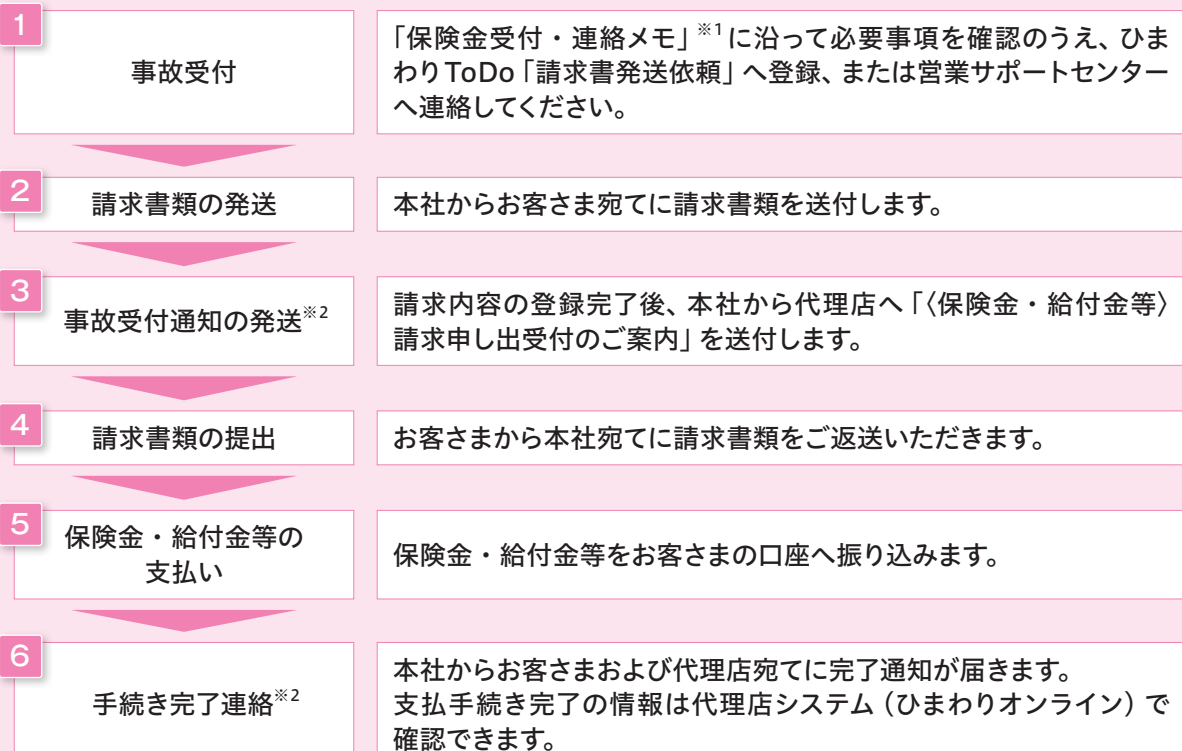 1
事故受付
「保険金受付・連絡メモ」※1に沿って必要事項を確認のうえ、ひま
わりToDo「請求書発送依頼」へ登録、または営業サポートセンター
へ連絡してください。
2
請求書類の発送
本社からお客さま宛てに請求書類を送付します。
3
事故受付通知の発送※2
請求内容の登録完了後、本社から代理店へ「〈保険金・給付金等〉
請求申し出受付のご案内」を送付します。
4
請求書類の提出
お客さまから本社宛てに請求書類をご返送いただきます。
5
保険金・給付金等の
支払い
保険金・給付金等をお客さまの口座へ振り込みます。
6
手続き完了連絡※2
本社からお客さまおよび代理店宛てに完了通知が届きます。
支払手続き完了の情報は代理店システム（ひまわりオンライン）で
確認できます。